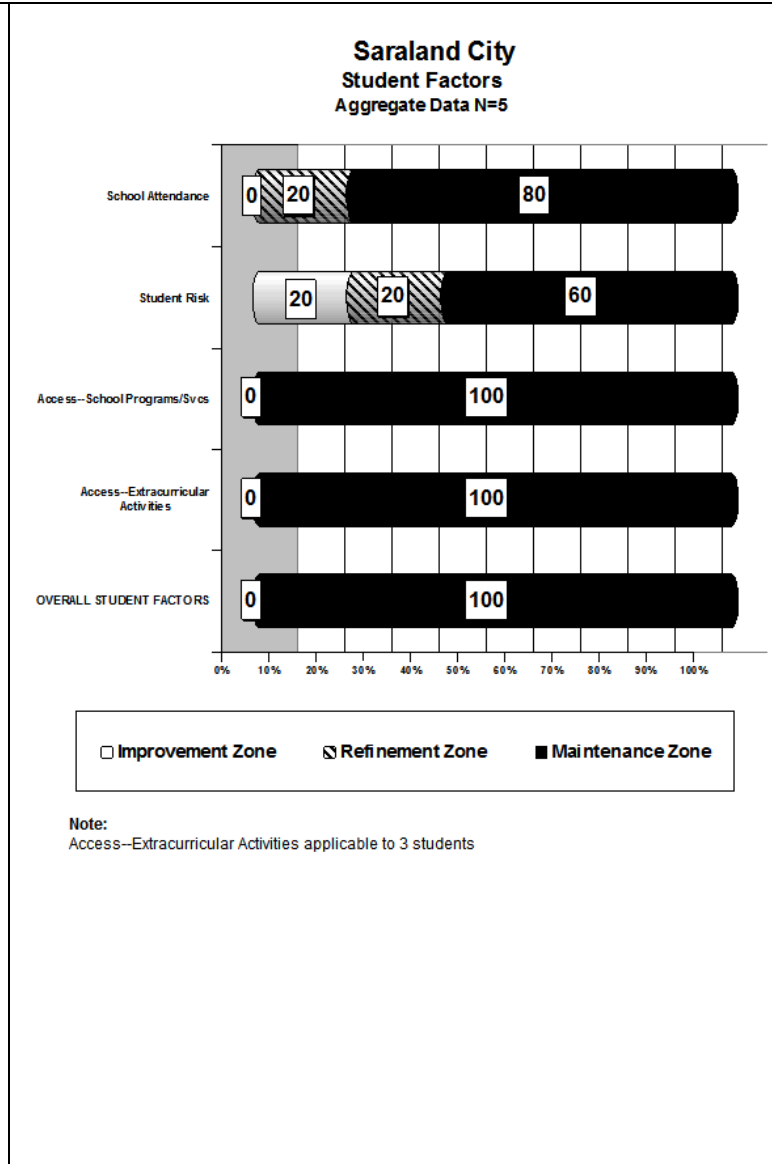 Saraland City
Student Factors
Aggregate Data N=5
School Attendance
0 20 80
Student Risk
20 20 60
Access--School Programs/Svcs
0 100
Access--Extracurricular
Activities
0 100
OVERALL STUDENT FACTORS
0 100
0% 10% 20% 30% 40% 50% 60% 70% 80% 90% 100%
Improvement Zone Refinement Zone Maintenance Zone
Note:
Access--Extracurricular Activities applicable to 3 students